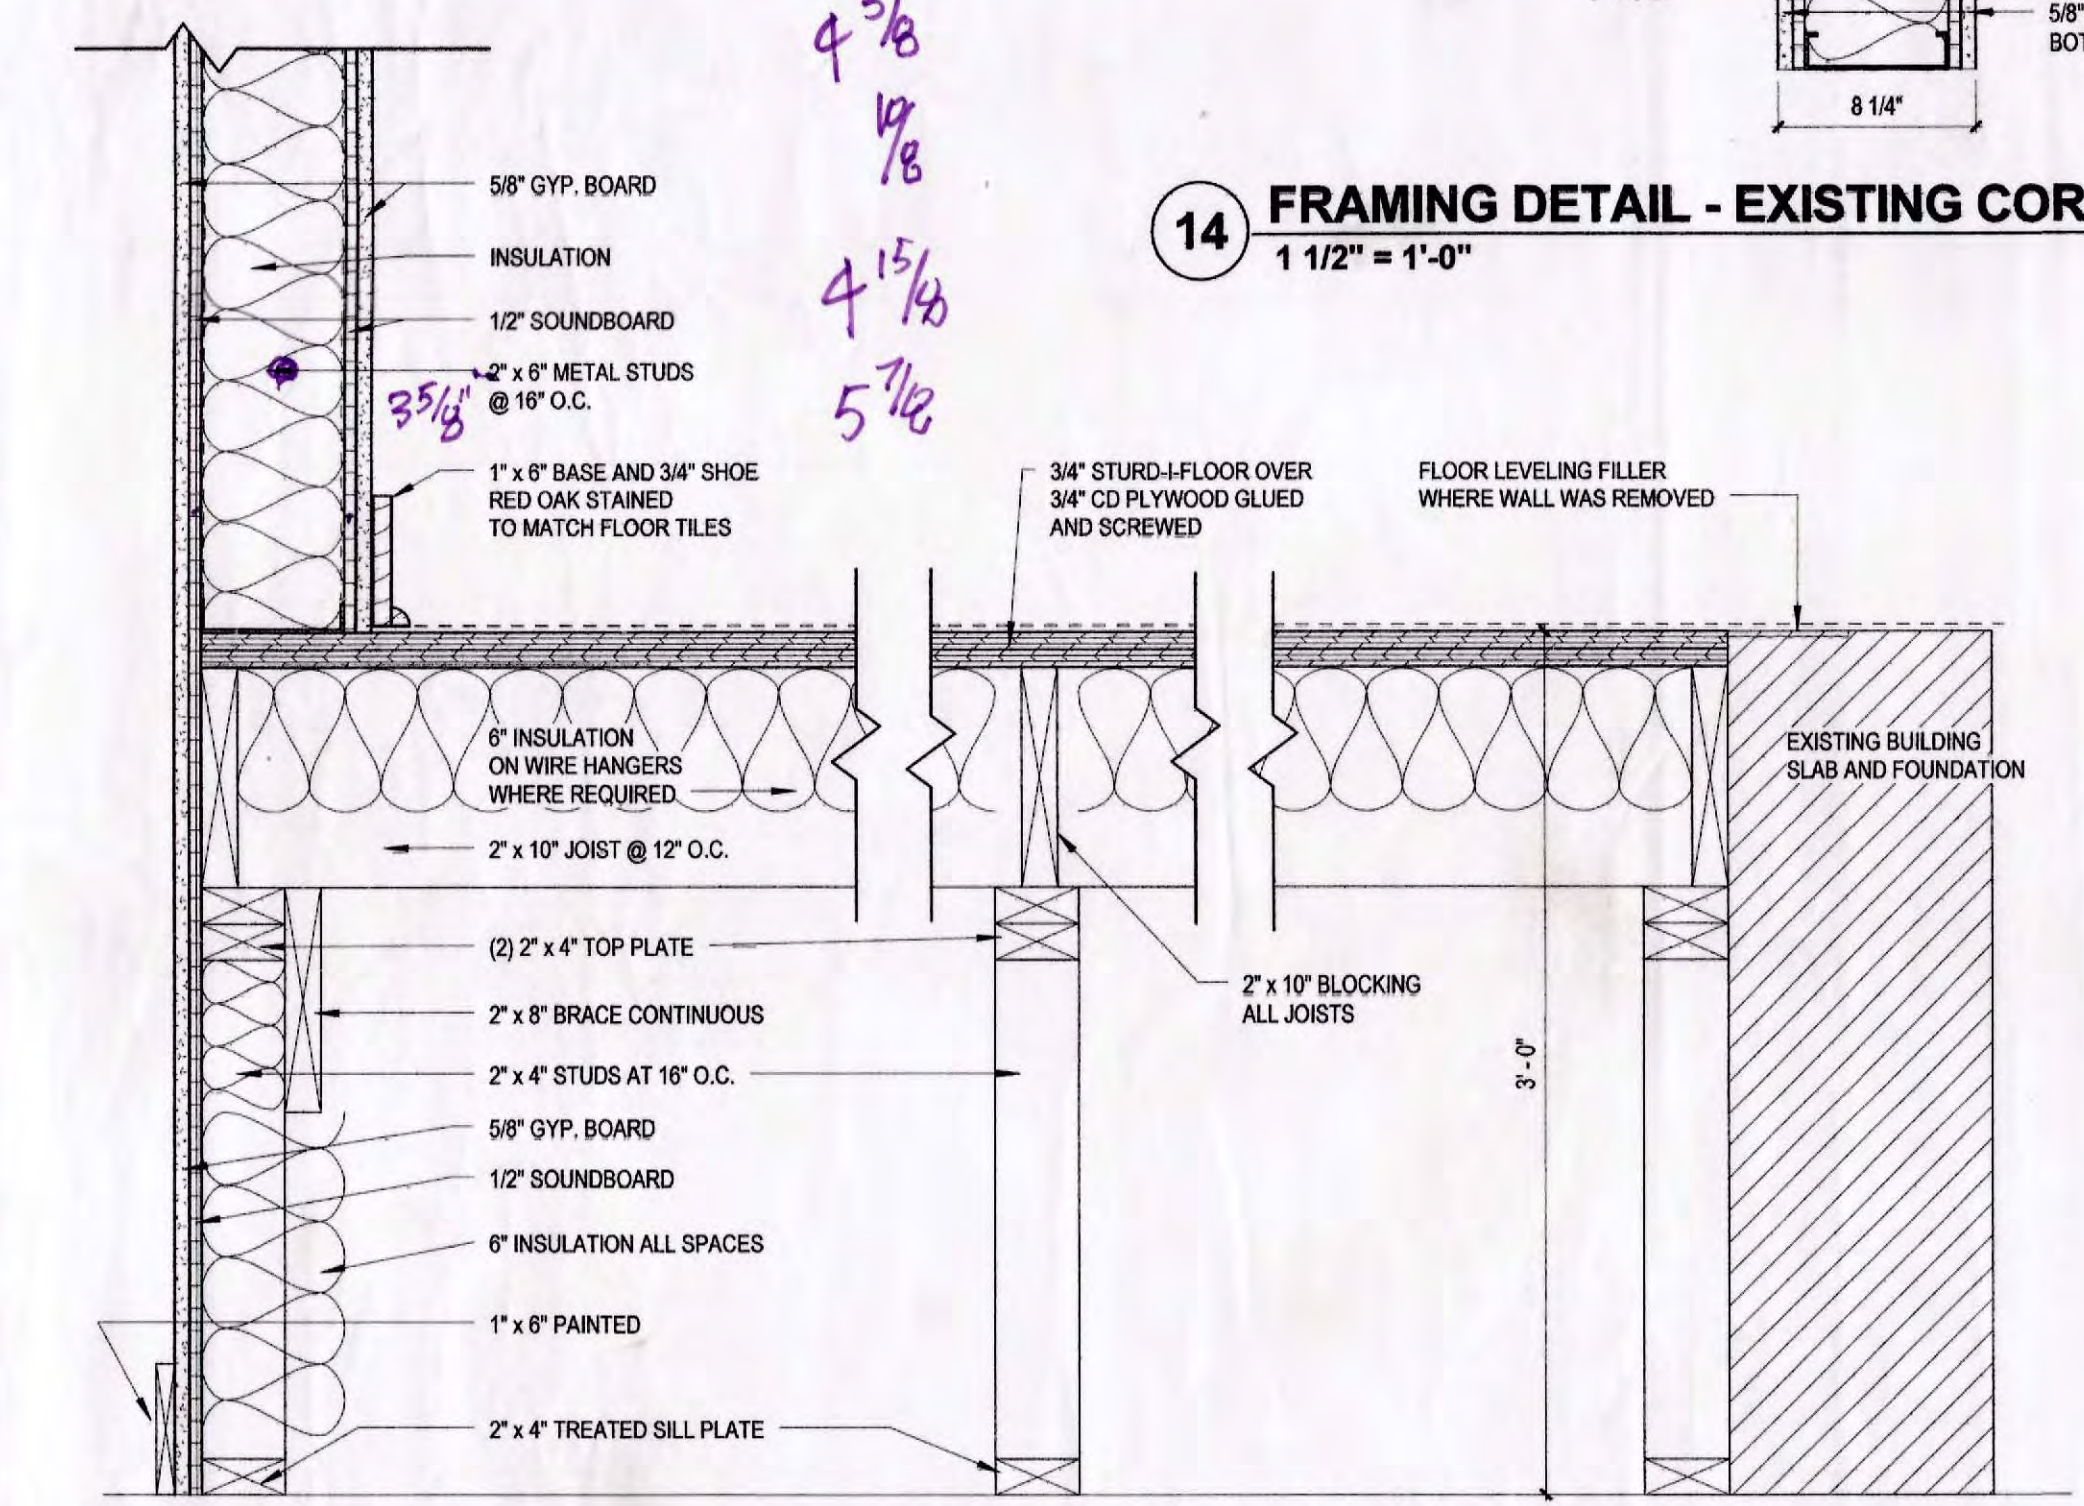 4 5/8
10/8
4 15/8
5 7/8
5/8"
BOT
8 1/4"
14
FRAMING DETAIL - EXISTING COR
1 1/2" = 1'-0"
5/8" GYP. BOARD
INSULATION
1/2" SOUNDBOARD
2" x 6" METAL STUDS
@ 16" O.C.
3 5/8"
1" x 6" BASE AND 3/4" SHOE
RED OAK STAINED
TO MATCH FLOOR TILES
3/4" STURD-I-FLOOR OVER
3/4" CD PLYWOOD GLUED
AND SCREWED
FLOOR LEVELING FILLER
WHERE WALL WAS REMOVED
6" INSULATION
ON WIRE HANGERS
WHERE REQUIRED
EXISTING BUILDING
SLAB AND FOUNDATION
2" x 10" JOIST @ 12" O.C.
(2) 2" x 4" TOP PLATE
2" x 10" BLOCKING
ALL JOISTS
2" x 8" BRACE CONTINUOUS
2" x 4" STUDS AT 16" O.C.
3' - 0"
5/8" GYP. BOARD
1/2" SOUNDBOARD
6" INSULATION ALL SPACES
1" x 6" PAINTED
2" x 4" TREATED SILL PLATE